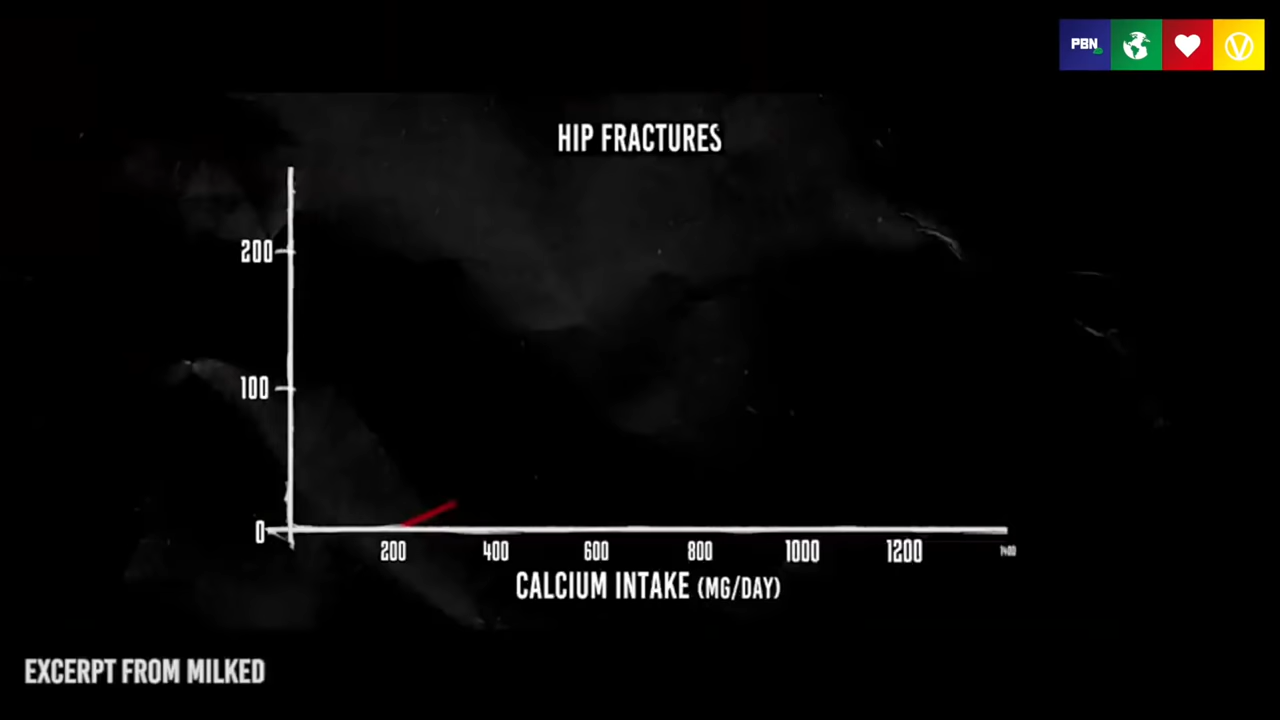 PBN
HIP FRACTURES
200
100
0
200 400 600 800 1000 1200 1400
CALCIUM INTAKE (MG/DAY)
EXCERPT FROM MILKED